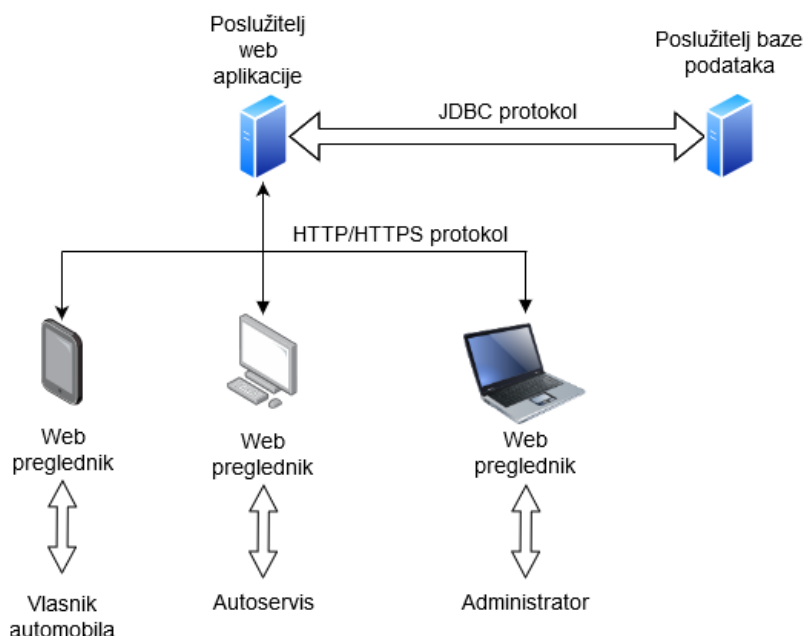 Poslužitelj
web
aplikacije
Poslužitelj baze
podataka
JDBC protokol
HTTP/HTTPS protokol
Web
preglednik
Web
preglednik
Web
preglednik
Vlasnik
automobila
Autoservis
Administrator